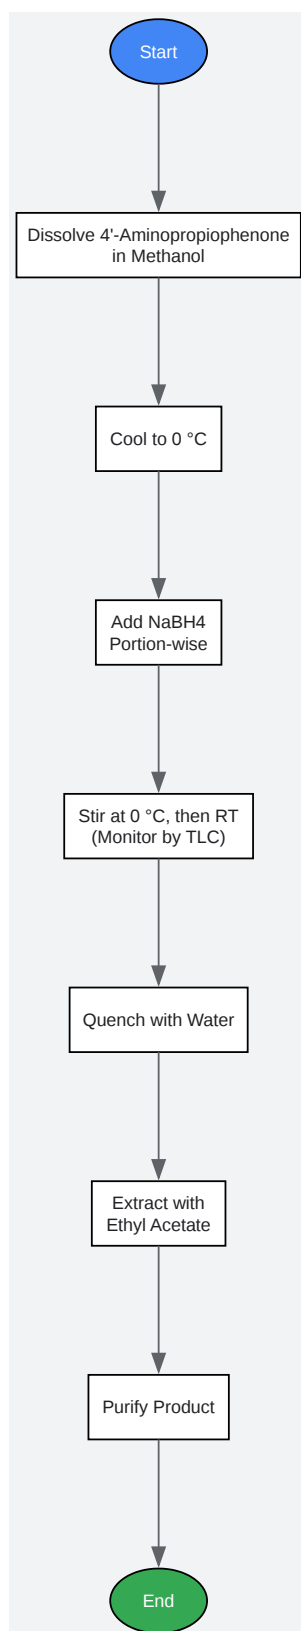 Start
Dissolve 4'-Aminopropiophenone
in Methanol
Cool to 0 °C
Add NaBH4
Portion-wise
Stir at 0 °C, then RT
(Monitor by TLC)
Quench with Water
Extract with
Ethyl Acetate
Purify Product
End